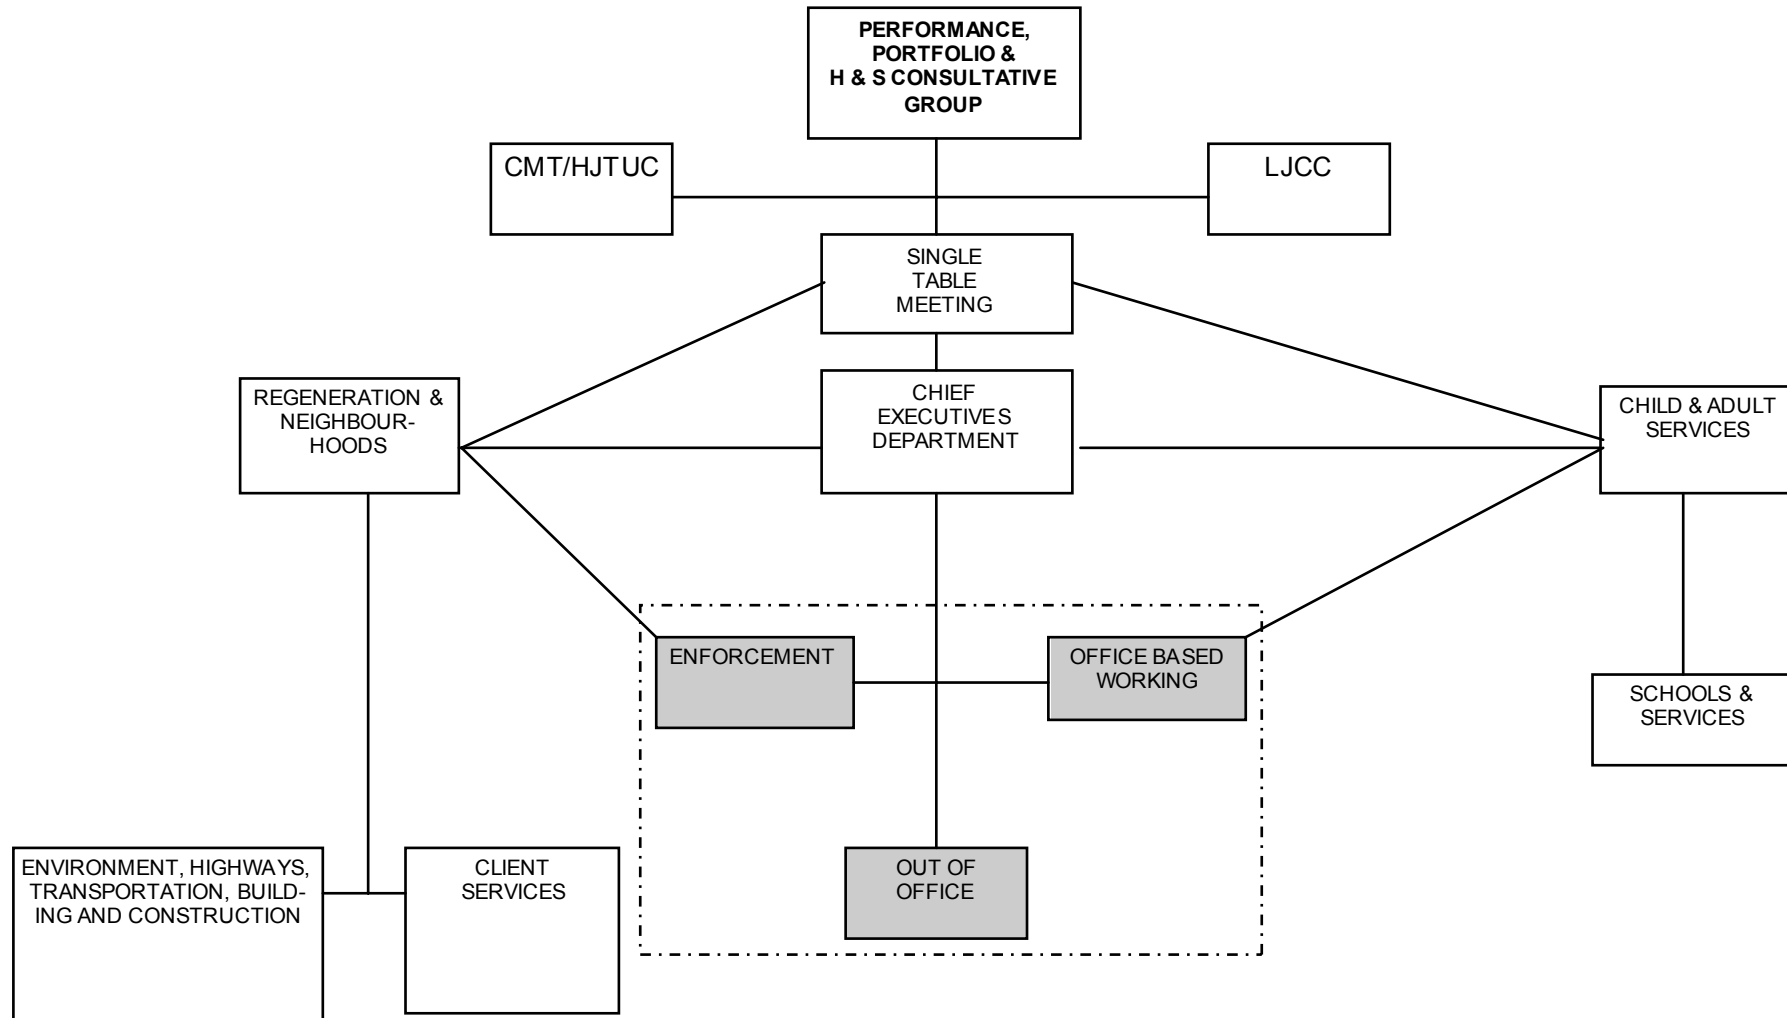 PERFORMANCE,
PORTFOLIO &
H & S CONSULTATIVE
GROUP
CMT/HJTUC
LJCC
SINGLE
TABLE
MEETING
REGENERATION &
NEIGHBOUR-
HOODS
CHIEF
EXECUTIVES
DEPARTMENT
CHILD & ADULT
SERVICES
ENFORCEMENT
OFFICE BASED
WORKING
SCHOOLS &
SERVICES
ENVIRONMENT, HIGHWAYS,
TRANSPORTATION, BUILD-
ING AND CONSTRUCTION
CLIENT
SERVICES
OUT OF
OFFICE